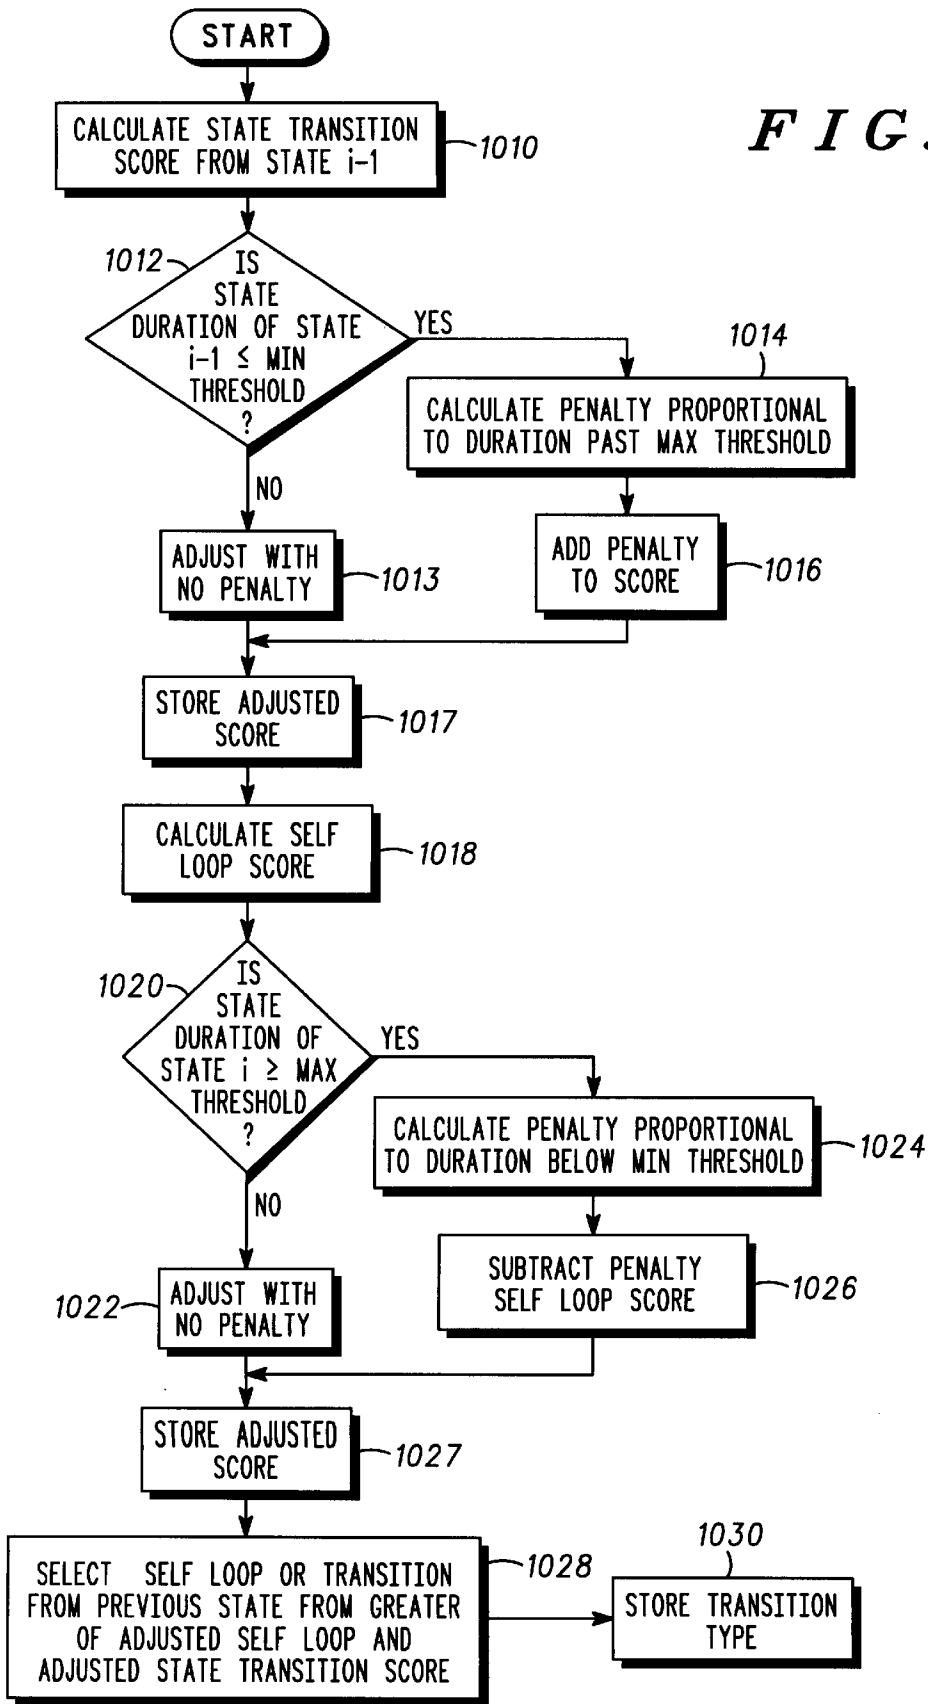 START
FIG.
CALCULATE STATE TRANSITION
SCORE FROM STATE i-1
1010
1012
IS
STATE
DURATION OF STATE
i-1 ≤ MIN
THRESHOLD
?
YES
NO
1014
CALCULATE PENALTY PROPORTIONAL
TO DURATION PAST MAX THRESHOLD
ADJUST WITH
NO PENALTY
1013
ADD PENALTY
TO SCORE
1016
STORE ADJUSTED
SCORE
1017
CALCULATE SELF
LOOP SCORE
1018
1020
IS
STATE
DURATION OF
STATE i ≥ MAX
THRESHOLD
?
YES
NO
CALCULATE PENALTY PROPORTIONAL
TO DURATION BELOW MIN THRESHOLD
1024
SUBTRACT PENALTY
SELF LOOP SCORE
1026
1022
ADJUST WITH
NO PENALTY
STORE ADJUSTED
SCORE
1027
SELECT SELF LOOP OR TRANSITION
FROM PREVIOUS STATE FROM GREATER
OF ADJUSTED SELF LOOP AND
ADJUSTED STATE TRANSITION SCORE
1028
1030
STORE TRANSITION
TYPE